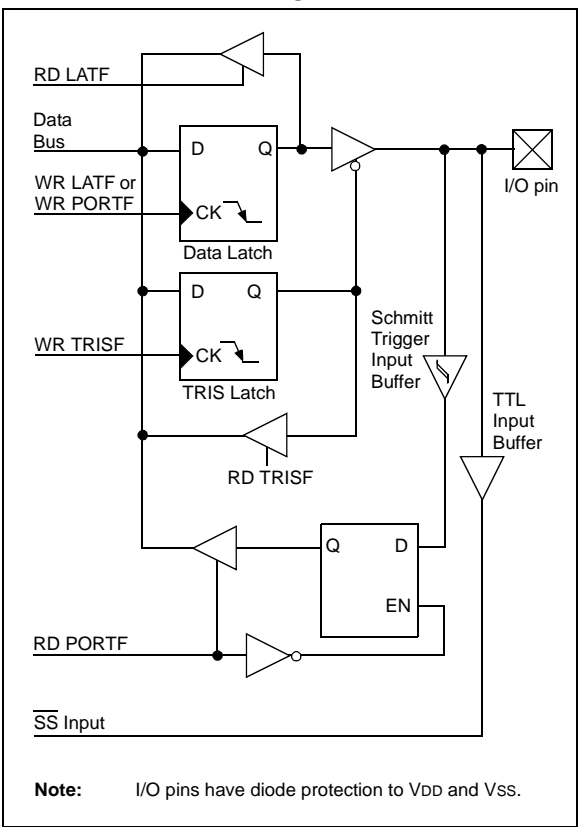 RD LATF
Data
Bus
D
Q
I/O pin
WR LATF or
WR PORTF
CK
Data Latch
D
Q
WR TRISF
CK
TRIS Latch
Schmitt
Trigger
Input
Buffer
TTL
Input
Buffer
RD TRISF
Q
D
EN
RD PORTF
SS Input
Note: I/O pins have diode protection to VDD and VSS.